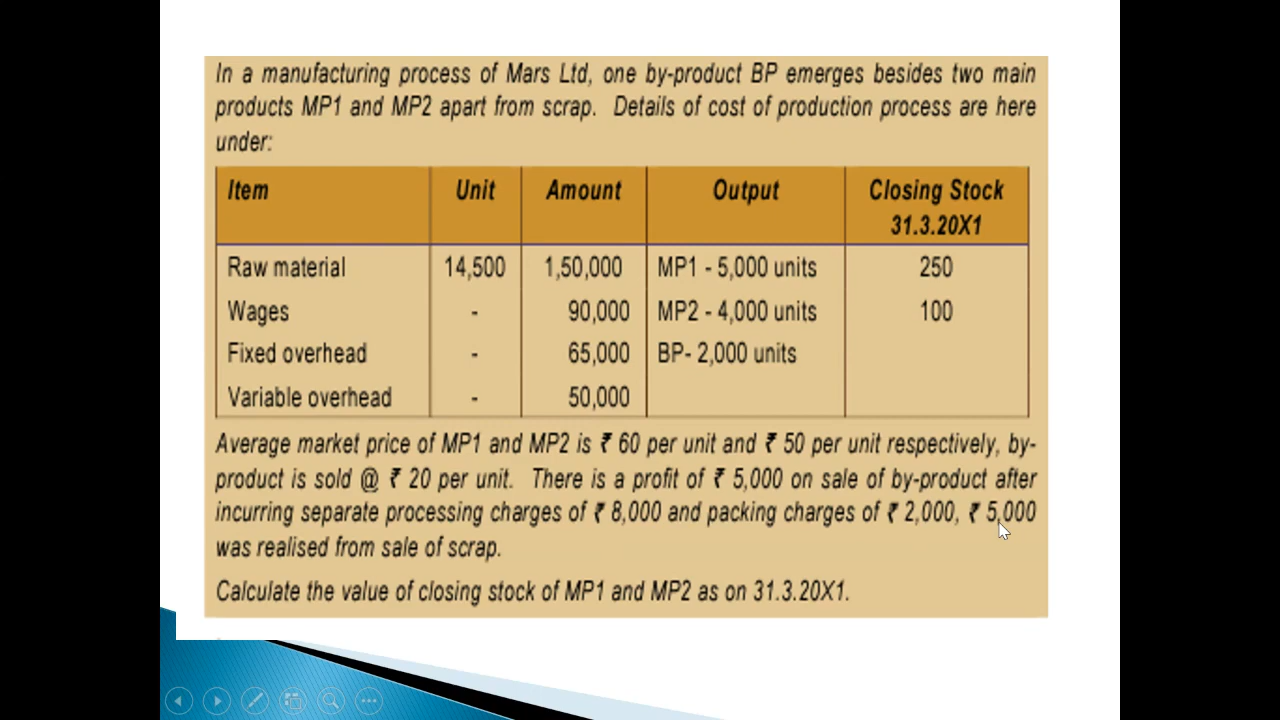 In a manufacturing process of Mars Ltd, one by-product BP emerges besides two main
products MP1 and MP2 apart from scrap. Details of cost of production process are here
under:
Item Unit Amount Output Closing Stock
31.3.20X1
Raw material 14,500 1,50,000 MP1 - 5,000 units 250
Wages - 90,000 MP2 - 4,000 units 100
Fixed overhead - 65,000 BP- 2,000 units
Variable overhead - 50,000
Average market price of MP1 and MP2 is ₹ 60 per unit and ₹ 50 per unit respectively, by-
product is sold @ ₹ 20 per unit. There is a profit of ₹ 5,000 on sale of by-product after
incurring separate processing charges of ₹ 8,000 and packing charges of ₹ 2,000, ₹ 5,000
was realised from sale of scrap.
Calculate the value of closing stock of MP1 and MP2 as on 31.3.20X1.